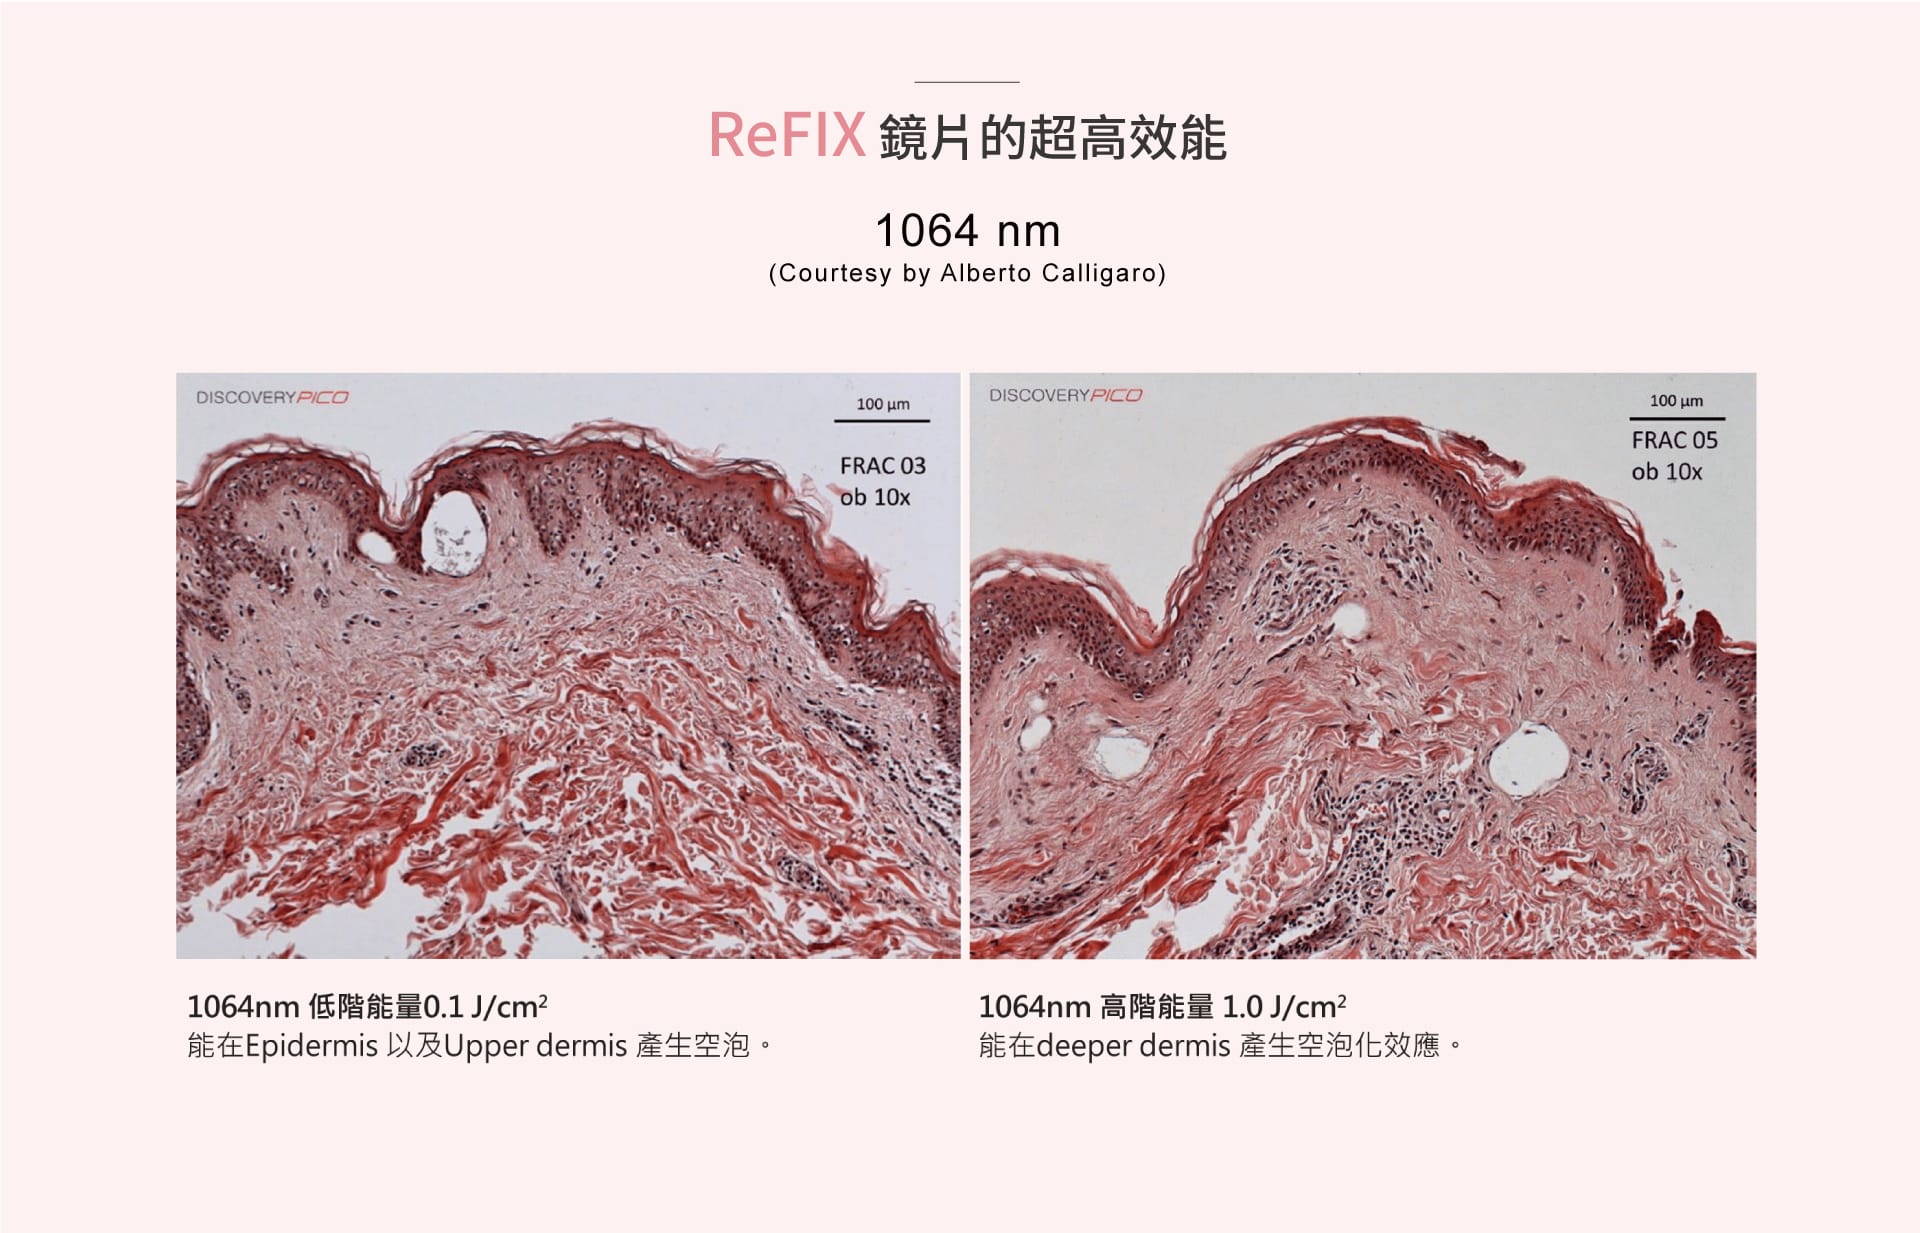 ReFIX 鏡片的超高效能
1064 nm
(Courtesy by Alberto Calligaro)
DISCOVERY PICO
100 µm
FRAC 03
ob 10x
DISCOVERY PICO
100 µm
FRAC 05
ob 10x
1064nm 低階能量0.1 J/cm²
能在Epidermis 以及Upper dermis 產生空泡。
1064nm 高階能量 1.0 J/cm²
能在deeper dermis 產生空泡化效應。